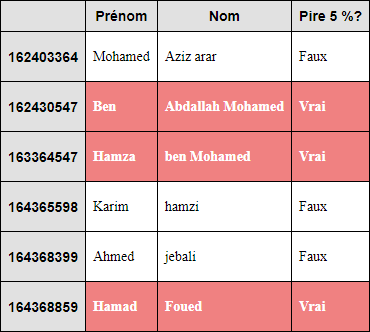 Prénom Nom Pire 5 %?
162403364 Mohamed Aziz arar Faux
162430547 Ben Abdallah Mohamed Vrai
163364547 Hamza ben Mohamed Vrai
164365598 Karim hamzi Faux
164368399 Ahmed jebali Faux
164368859 Hamad Foued Vrai